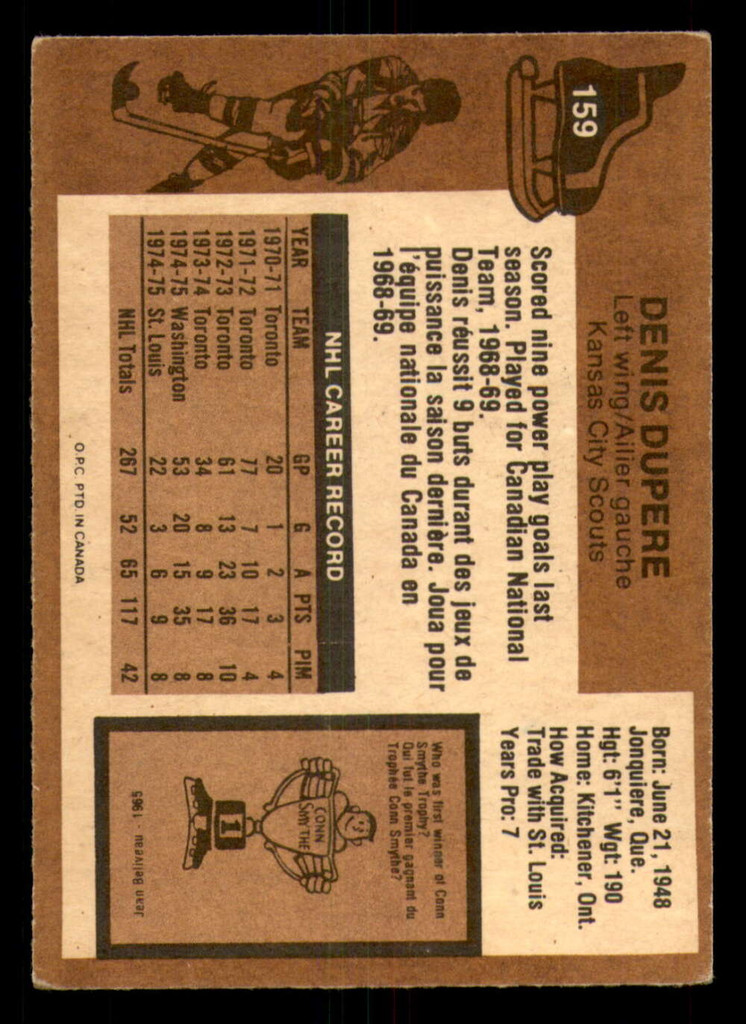 159
DENIS DUPERE
Left wing/Ailier gauche
Kansas City Scouts
Born: June 21, 1948
Jonquiere, Que.
Hgt: 6'1" Wgt: 190
Home: Kitchener, Ont.
How Acquired:
Trade with St. Louis
Years Pro: 7
Scored nine power play goals last
season. Played for Canadian National
Team, 1968-69.
Denis réussit 9 buts durant des jeux de
puissance la saison dernière. Joua pour
l'équipe nationale du Canada en
1968-69.
NHL CAREER RECORD
YEAR TEAM GP G A PTS PIM
1970-71 Toronto 20 1 2 3 4
1971-72 Toronto 77 7 10 17 4
1972-73 Toronto 61 13 23 36 10
1973-74 Toronto 34 8 9 17 8
1974-75 Washington 53 20 15 35 8
1974-75 St. Louis 22 3 6 9 8
NHL Totals 267 52 65 117 42
Who was first winner of Conn
Smythe Trophy?
Qui fut le premier gagnant du
Trophée Conn Smythe?
CONN
SMYTHE
1
Jean Beliveau - 1965
O.P.C. PTD. IN CANADA